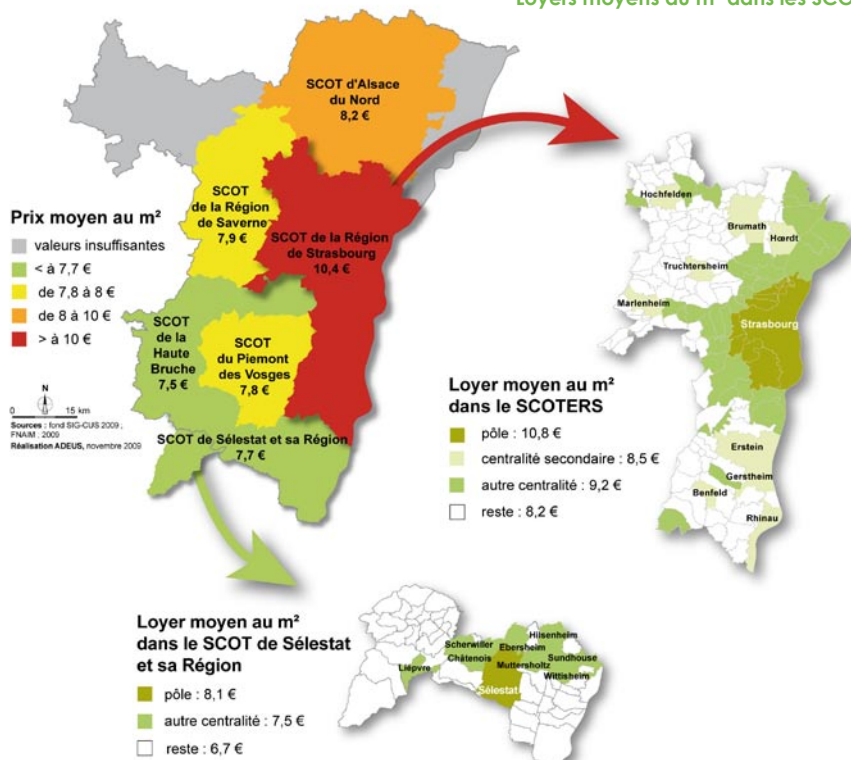 Loyers moyens au m² dans les SCO
SCOT d'Alsace
du Nord
8,2 €
SCOT
de la Région
de Saverne
7,9 €
SCOT de la Région
de Strasbourg
10,4 €
Prix moyen au m²
valeurs insuffisantes
< à 7,7 €
de 7,8 à 8 €
de 8 à 10 €
> à 10 €
SCOT
de la
Haute
Bruche
7,5 €
SCOT
du Piemont
des Vosges
7,8 €
SCOT de Sélestat et sa Région
7,7 €
N
0 15 km
Sources : fond SIG-CUS 2009 ;
FNAIM ; 2009
Réalisation ADEUS, novembre 2009
Hochfelden
Brumath
Hœrdt
Truchtersheim
Marlenheim
Strasbourg
Erstein
Gerstheim
Benfeld
Rhinau
Loyer moyen au m²
dans le SCOTERS
pôle : 10,8 €
centralité secondaire : 8,5 €
autre centralité : 9,2 €
reste : 8,2 €
Loyer moyen au m²
dans le SCOT de Sélestat
et sa Région
pôle : 8,1 €
autre centralité : 7,5 €
reste : 6,7 €
Hilsenheim
Scherwiller
Ebersheim
Châtenois
Muttersholtz
Sundhouse
Lièpvre
Wittisheim
Sélestat